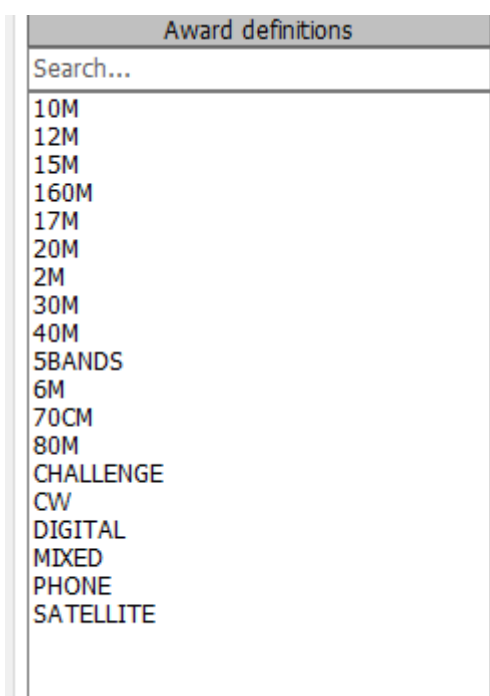 Award definitions
Search...
10M
12M
15M
160M
17M
20M
2M
30M
40M
5BANDS
6M
70CM
80M
CHALLENGE
CW
DIGITAL
MIXED
PHONE
SATELLITE